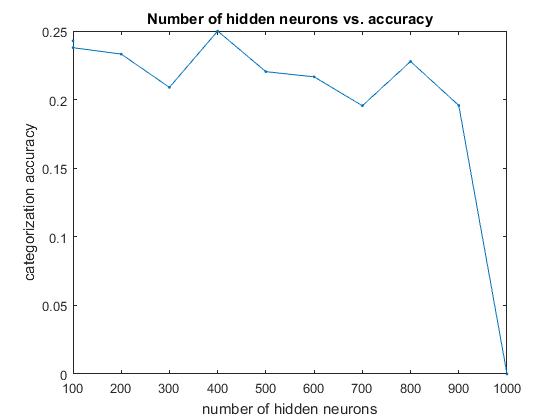 Number of hidden neurons vs. accuracy
0.25
0.2
0.15
0.1
0.05
0
categorization accuracy
100 200 300 400 500 600 700 800 900 1000
number of hidden neurons